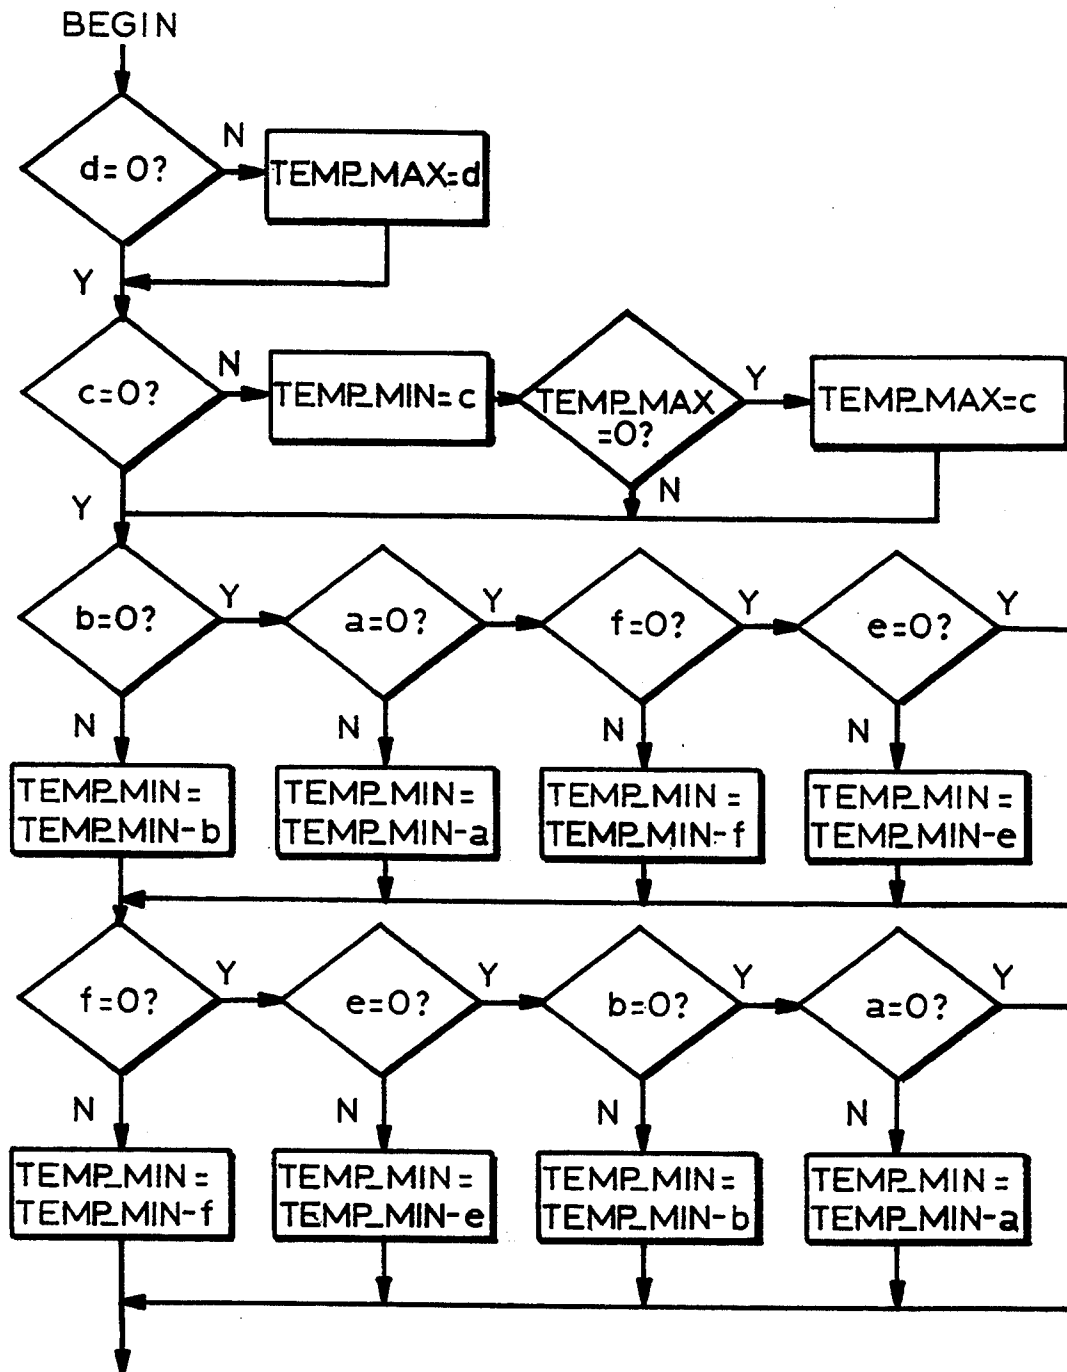 BEGIN
d=0?
N
TEMP_MAX=d
Y
c=0?
N
TEMP_MIN=c
TEMP_MAX
=0?
Y
TEMP_MAX=c
N
Y
b=0?
Y
a=0?
Y
f=0?
Y
e=0?
Y
N
N
N
N
TEMP_MIN=
TEMP_MIN-b
TEMP_MIN=
TEMP_MIN-a
TEMP_MIN=
TEMP_MIN-f
TEMP_MIN=
TEMP_MIN-e
f=0?
Y
e=0?
Y
b=0?
Y
a=0?
Y
N
N
N
N
TEMP_MIN=
TEMP_MIN-f
TEMP_MIN=
TEMP_MIN-e
TEMP_MIN=
TEMP_MIN-b
TEMP_MIN=
TEMP_MIN-a